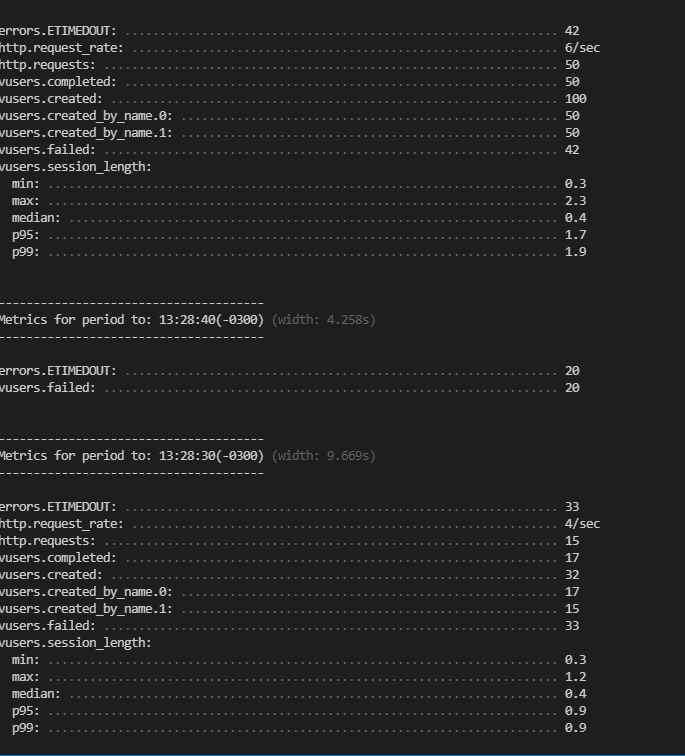 errors.ETIMEDOUT: .............................................................. 42
http.request_rate: ............................................................. 6/sec
http.requests: ................................................................. 50
vusers.completed: .............................................................. 50
vusers.created: ................................................................ 100
vusers.created_by_name.0: ...................................................... 50
vusers.created_by_name.1: ...................................................... 50
vusers.failed: ................................................................. 42
vusers.session_length:
  min: ......................................................................... 0.3
  max: ......................................................................... 2.3
  median: ...................................................................... 0.4
  p95: ......................................................................... 1.7
  p99: ......................................................................... 1.9
--------------------------------------
Metrics for period to: 13:28:40(-0300) (width: 4.258s)
--------------------------------------
errors.ETIMEDOUT: .............................................................. 20
vusers.failed: ................................................................. 20
--------------------------------------
Metrics for period to: 13:28:30(-0300) (width: 9.669s)
--------------------------------------
errors.ETIMEDOUT: .............................................................. 33
http.request_rate: ............................................................. 4/sec
http.requests: ................................................................. 15
vusers.completed: .............................................................. 17
vusers.created: ................................................................ 32
vusers.created_by_name.0: ...................................................... 17
vusers.created_by_name.1: ...................................................... 15
vusers.failed: ................................................................. 33
vusers.session_length:
  min: ......................................................................... 0.3
  max: ......................................................................... 1.2
  median: ...................................................................... 0.4
  p95: ......................................................................... 0.9
  p99: ......................................................................... 0.9